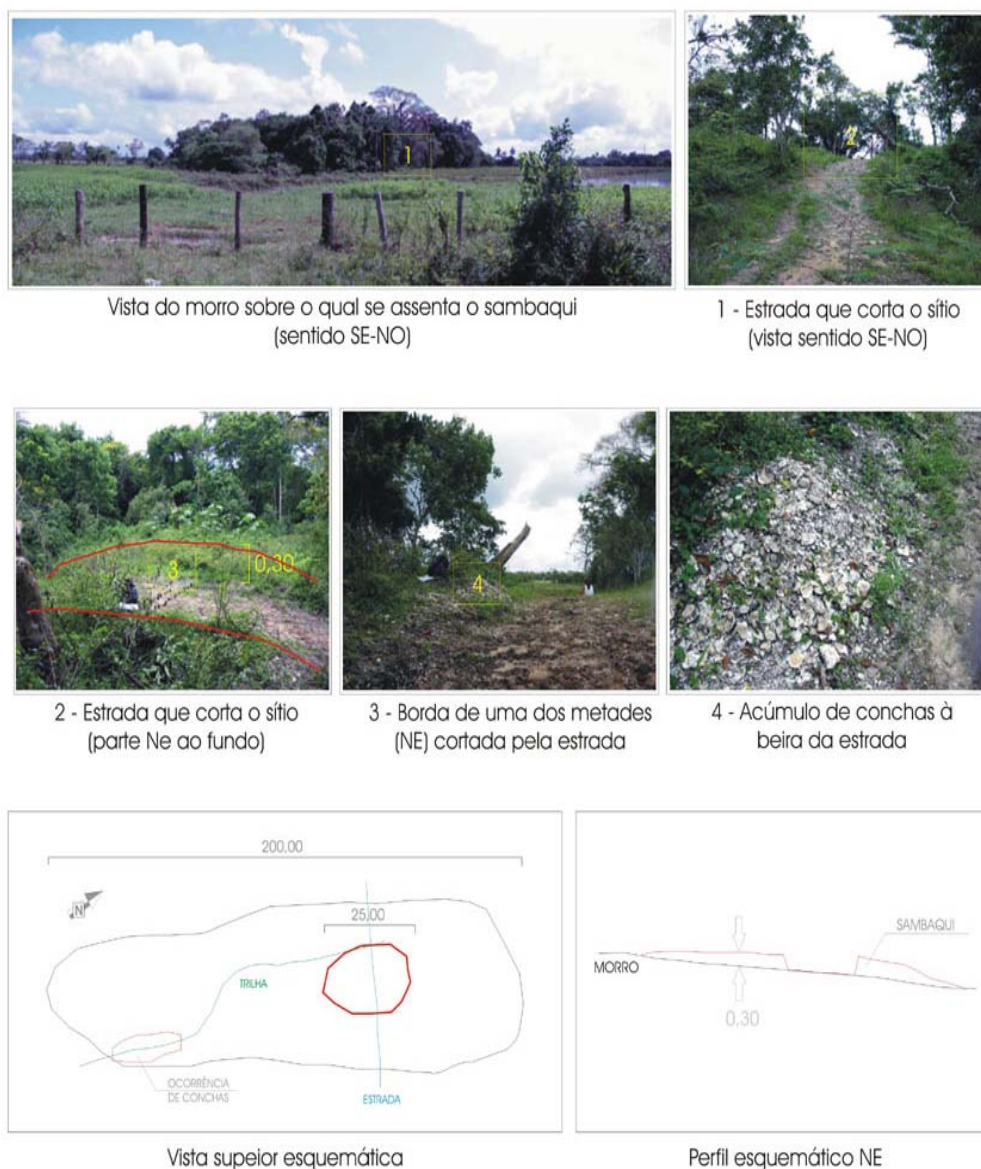 1
2
Vista do morro sobre o qual se assenta o sambaqui
(sentido SE-NO)
1 - Estrada que corta o sítio
(vista sentido SE-NO)
3
0,30
4
2 - Estrada que corta o sítio
(parte Ne ao fundo)
3 - Borda de uma dos metades
(NE) cortada pela estrada
4 - Acúmulo de conchas à
beira da estrada
200,00
N
25,00
TRILHA
OCORRÊNCIA
DE CONCHAS
ESTRADA
SAMBAQUI
MORRO
0,30
Vista supeior esquemática
Perfil esquemático NE